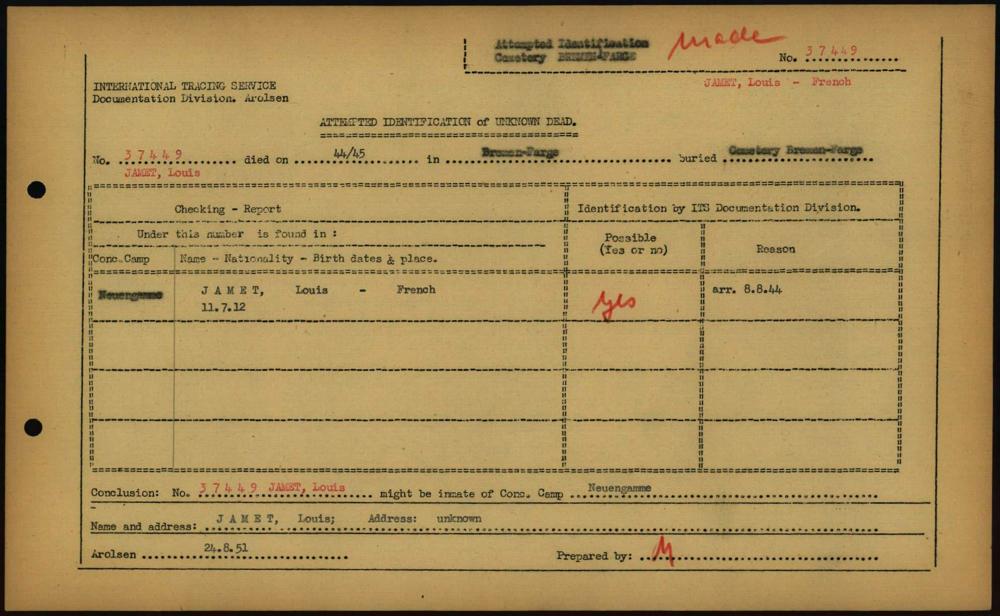 Attempted Identification
Cemetery BREMEN-FARGE
made
No. 37449
JAMET, Louis - French
INTERNATIONAL TRACING SERVICE
Documentation Division. Arolsen
ATTEMPTED IDENTIFICATION of UNKNOWN DEAD.
No. 37449 died on 44/45 in Bremen-Farge buried Cemetery Bremen-Farge
JAMET, Louis
Checking - Report
Identification by ITS Documentation Division.
Under this number is found in :
Possible
(Yes or no)
Reason
Conc.Camp
Name - Nationality - Birth dates & place.
Neuengamme
JAMET, Louis - French
11.7.12
yes
arr. 8.8.44
Conclusion: No. 37449 JAMET, Louis might be inmate of Conc. Camp Neuengamme
Name and address: JAMET, Louis; Address: unknown
Arolsen 24.8.51
Prepared by: